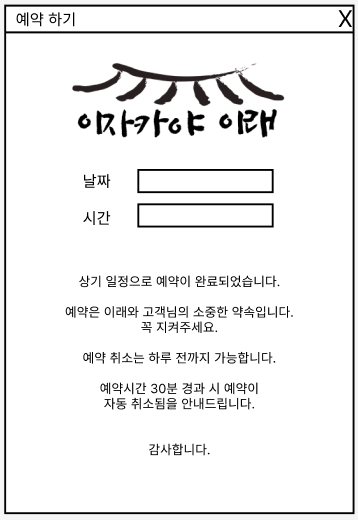 예약 하기
X
이자카야 이래
날짜
시간
상기 일정으로 예약이 완료되었습니다.
예약은 이래와 고객님의 소중한 약속입니다.
꼭 지켜주세요.
예약 취소는 하루 전까지 가능합니다.
예약시간 30분 경과 시 예약이
자동 취소됨을 안내드립니다.
감사합니다.